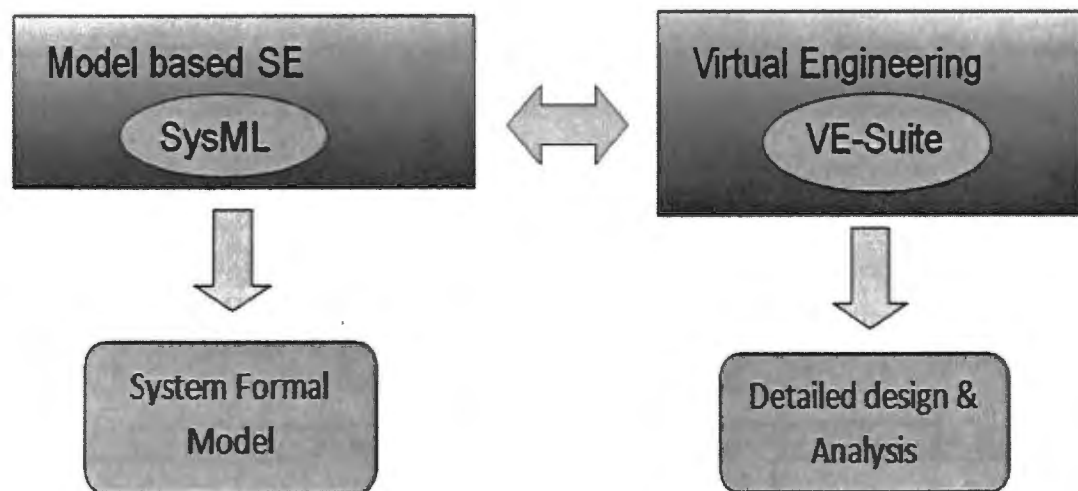 Model based SE
SysML
Virtual Engineering
VE-Suite
System Formal
Model
Detailed design &
Analysis